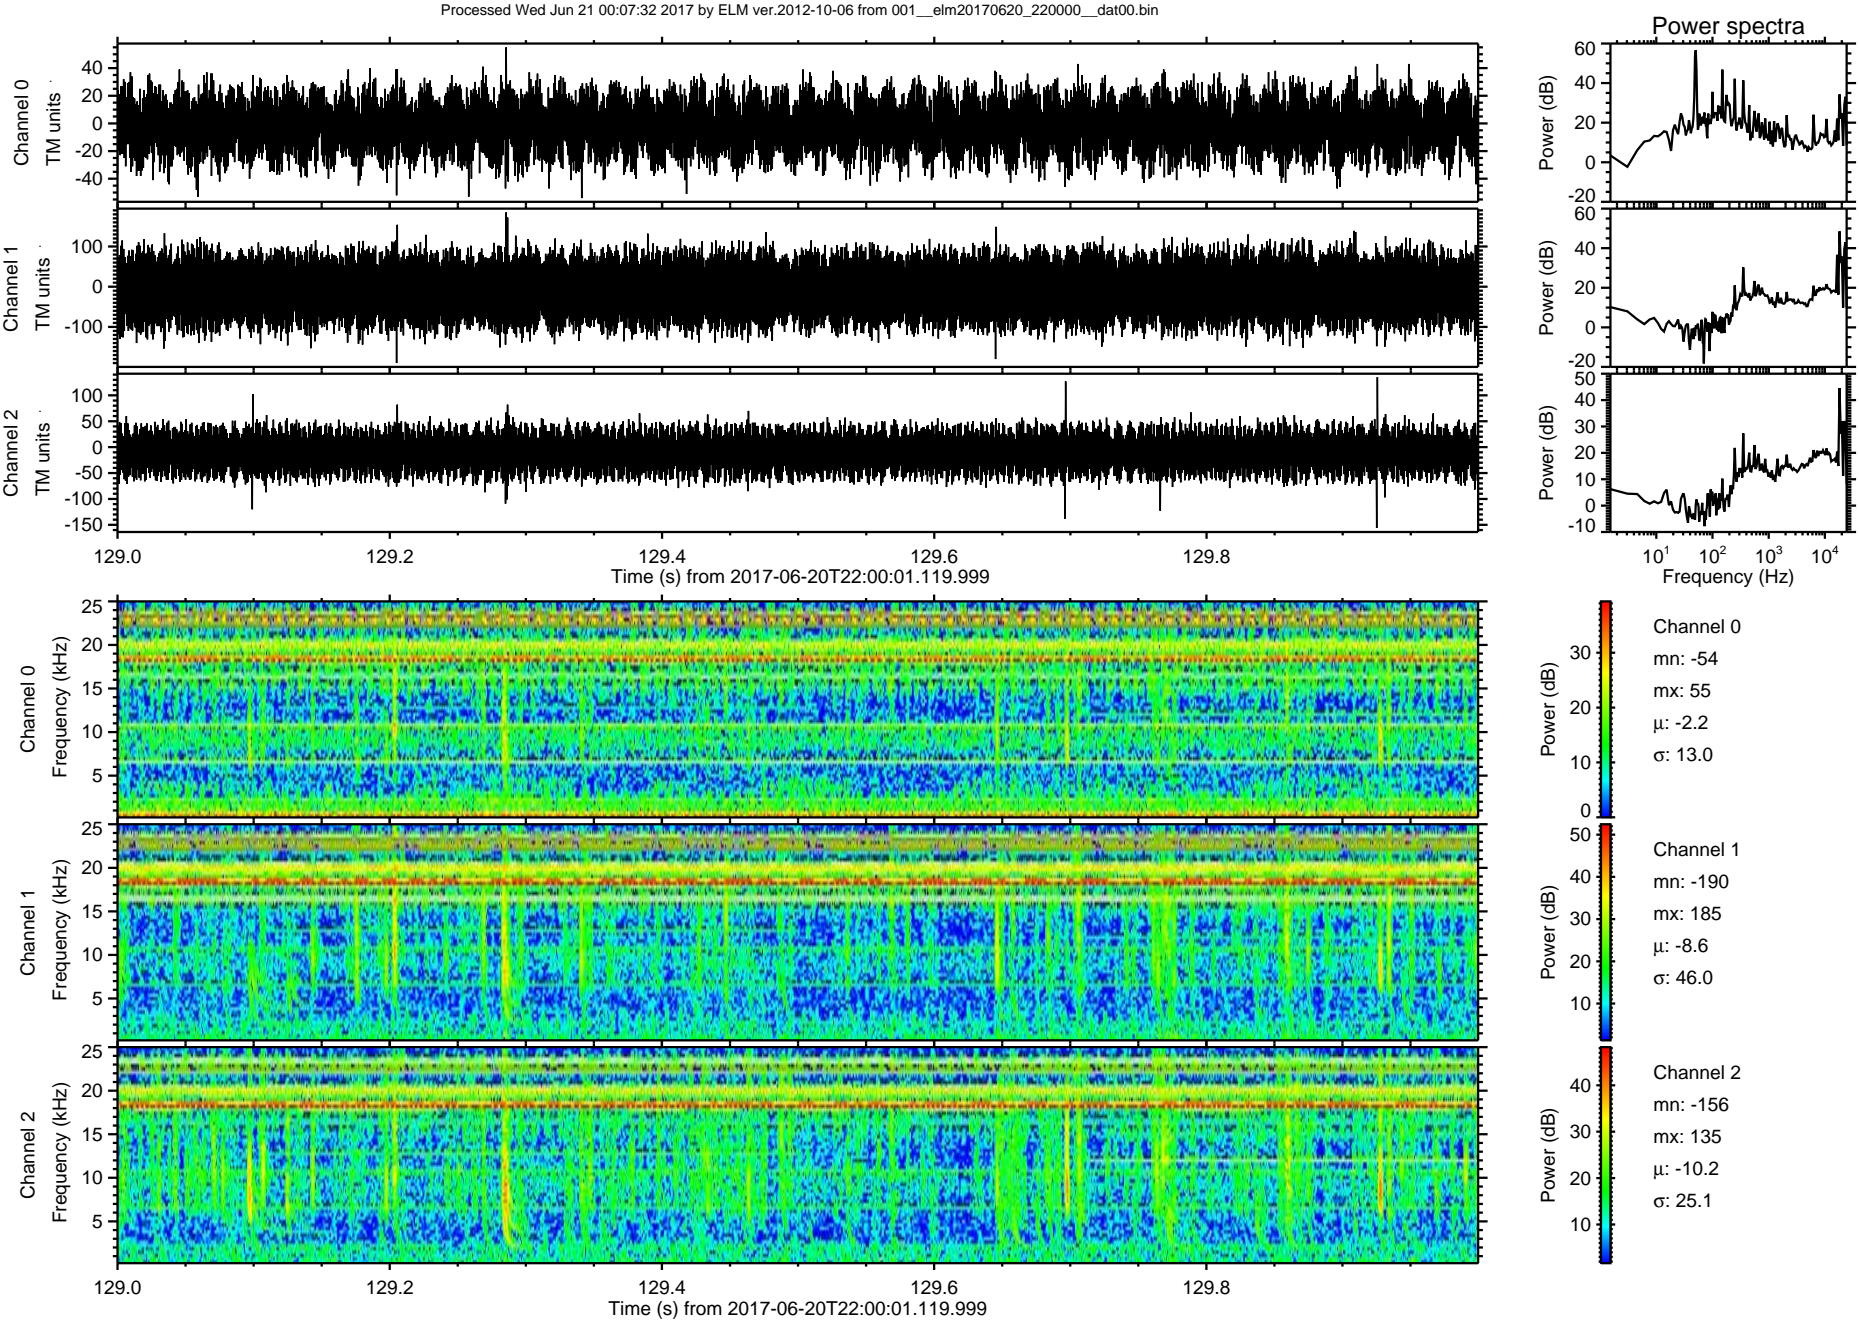 Processed Wed Jun 21 00:07:32 2017 by ELM ver.2012-10-06 from 001__elm20170620_220000__dat00.bin
Power spectra
Channel 0
TM units
40
20
0
-20
-40
Power (dB)
60
40
20
0
-20
Channel 1
TM units
100
0
-100
Power (dB)
60
40
20
0
-20
Channel 2
TM units
100
50
0
-50
-100
-150
Power (dB)
50
40
30
20
10
0
-10
129.0 129.2 129.4 129.6 129.8
Time (s) from 2017-06-20T22:00:01.119.999
10^1 10^2 10^3 10^4
Frequency (Hz)
Channel 0
Frequency (kHz)
25
20
15
10
5
Power (dB)
30
20
10
0
Channel 0
mn: -54
mx: 55
μ: -2.2
σ: 13.0
Channel 1
Frequency (kHz)
25
20
15
10
5
Power (dB)
50
40
30
20
10
Channel 1
mn: -190
mx: 185
μ: -8.6
σ: 46.0
Channel 2
Frequency (kHz)
25
20
15
10
5
Power (dB)
40
30
20
10
Channel 2
mn: -156
mx: 135
μ: -10.2
σ: 25.1
129.0 129.2 129.4 129.6 129.8
Time (s) from 2017-06-20T22:00:01.119.999